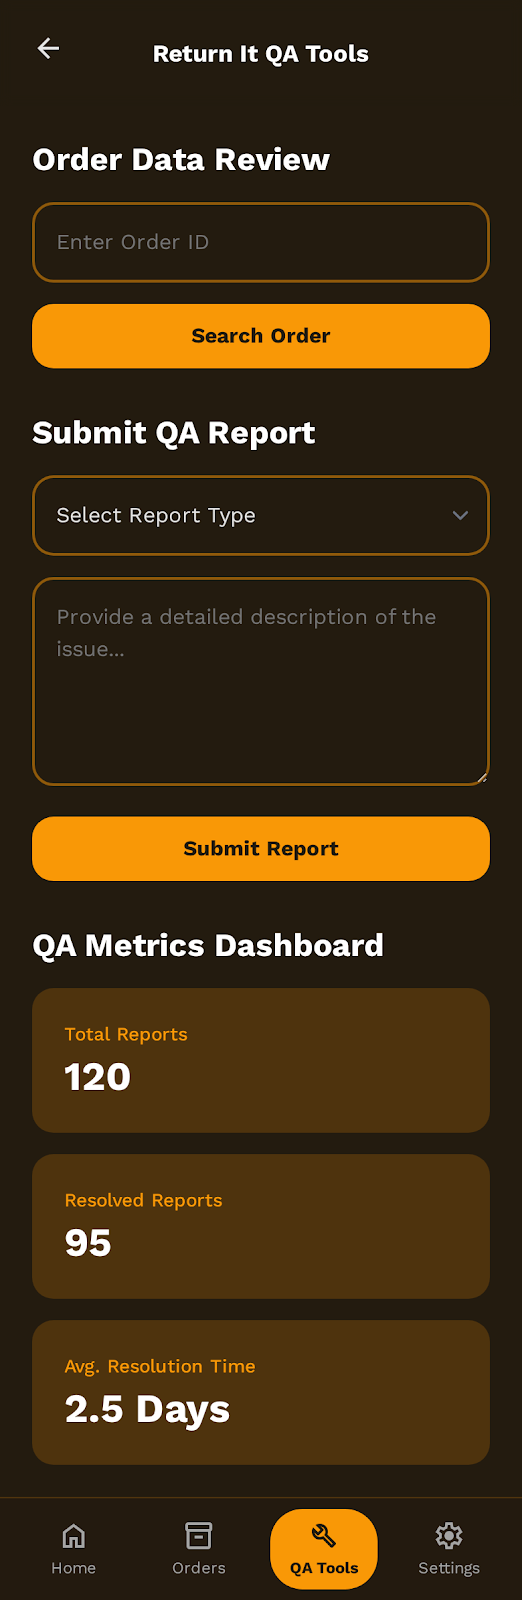 Return It QA Tools
Order Data Review
Enter Order ID
Search Order
Submit QA Report
Select Report Type
Provide a detailed description of the
issue...
Submit Report
QA Metrics Dashboard
Total Reports
120
Resolved Reports
95
Avg. Resolution Time
2.5 Days
Home
Orders
QA Tools
Settings